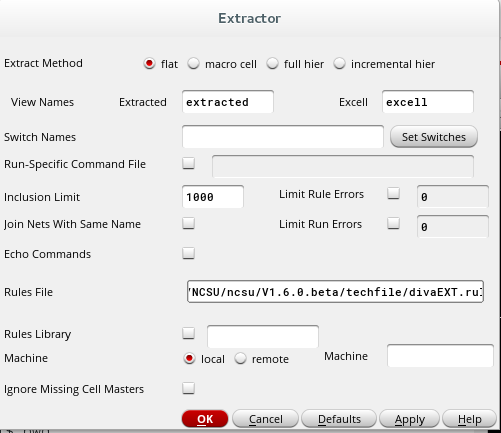 Extractor
Extract Method flat macro cell full hier incremental hier
View Names Extracted extracted Excell excell
Switch Names Set Switches
Run-Specific Command File
Inclusion Limit 1000 Limit Rule Errors 0
Join Nets With Same Name Limit Run Errors 0
Echo Commands
Rules File 'NCSU/ncsu/V1.6.0.beta/techfile/divaEXT.rul
Rules Library
Machine local remote Machine
Ignore Missing Cell Masters
OK Cancel Defaults Apply Help